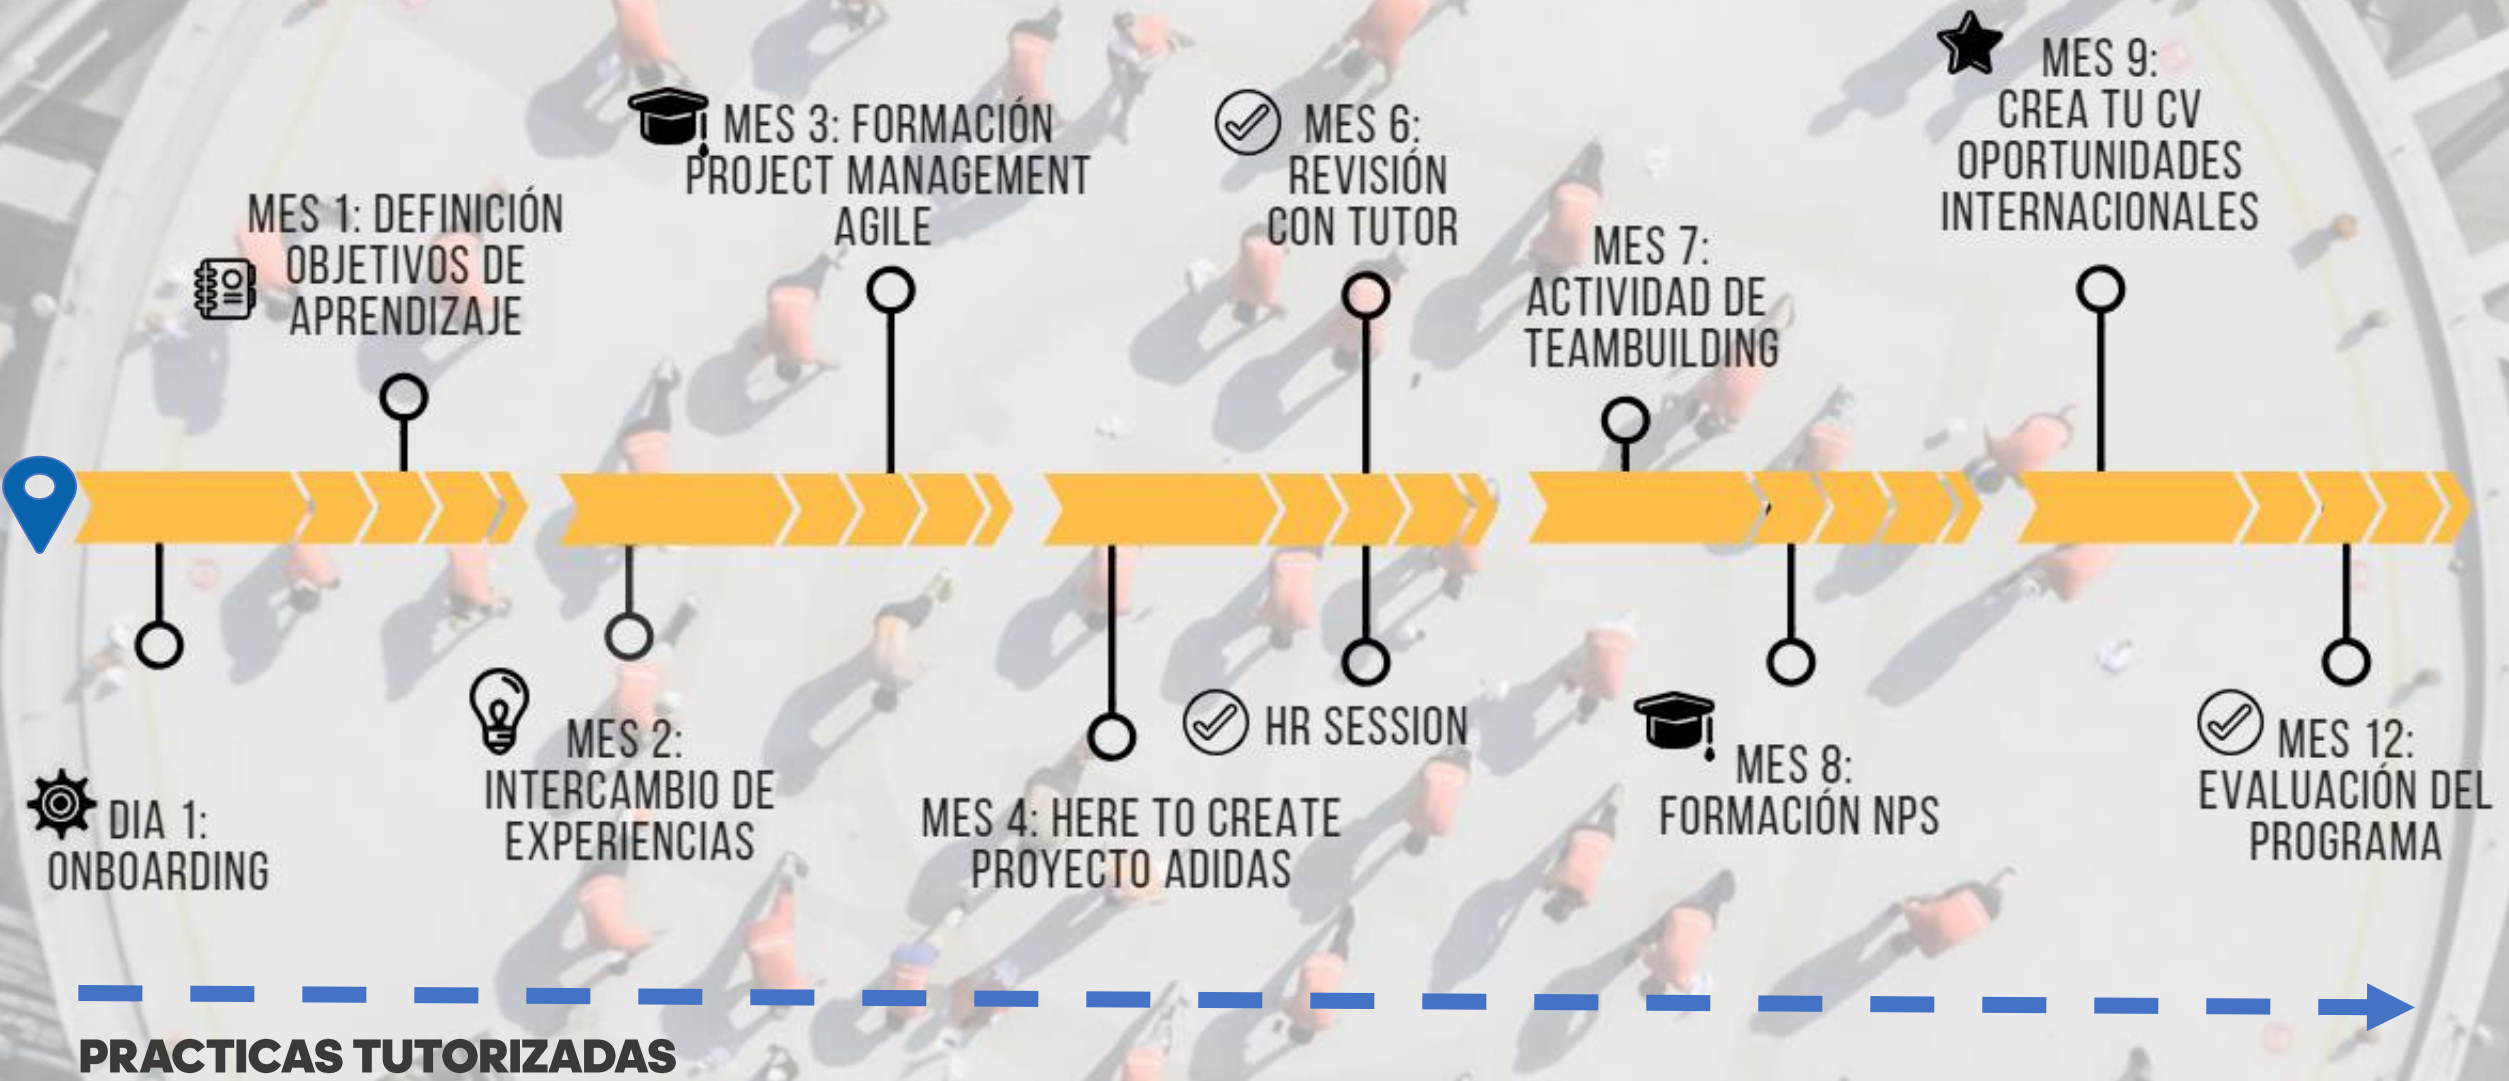 DIA 1:
ONBOARDING
MES 1: DEFINICIÓN
OBJETIVOS DE
APRENDIZAJE
MES 2:
INTERCAMBIO DE
EXPERIENCIAS
MES 3: FORMACIÓN
PROJECT MANAGEMENT
AGILE
MES 4: HERE TO CREATE
PROYECTO ADIDAS
MES 6:
REVISIÓN
CON TUTOR
HR SESSION
MES 7:
ACTIVIDAD DE
TEAMBUILDING
MES 8:
FORMACIÓN NPS
MES 9:
CREA TU CV
OPORTUNIDADES
INTERNACIONALES
MES 12:
EVALUACIÓN DEL
PROGRAMA
PRACTICAS TUTORIZADAS